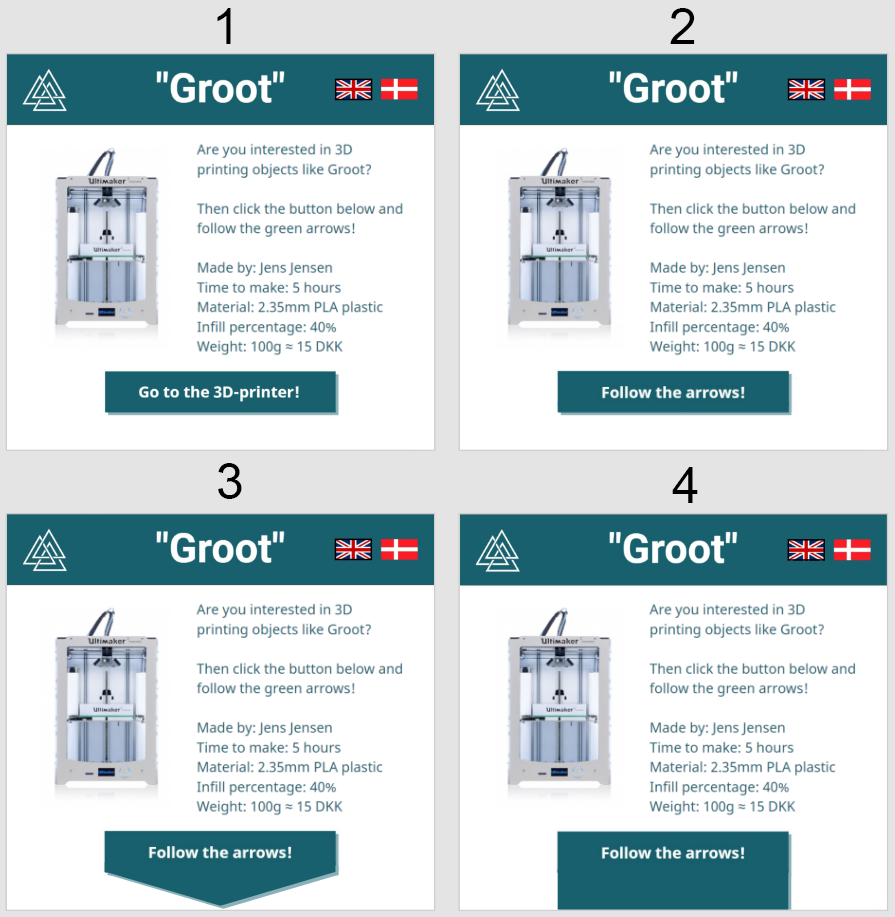 1
"Groot"
Ultimaker
Ultimaker
Are you interested in 3D
printing objects like Groot?
Then click the button below and
follow the green arrows!
Made by: Jens Jensen
Time to make: 5 hours
Material: 2.35mm PLA plastic
Infill percentage: 40%
Weight: 100g ≈ 15 DKK
Go to the 3D-printer!
2
"Groot"
Ultimaker
Ultimaker
Are you interested in 3D
printing objects like Groot?
Then click the button below and
follow the green arrows!
Made by: Jens Jensen
Time to make: 5 hours
Material: 2.35mm PLA plastic
Infill percentage: 40%
Weight: 100g ≈ 15 DKK
Follow the arrows!
3
"Groot"
Ultimaker
Ultimaker
Are you interested in 3D
printing objects like Groot?
Then click the button below and
follow the green arrows!
Made by: Jens Jensen
Time to make: 5 hours
Material: 2.35mm PLA plastic
Infill percentage: 40%
Weight: 100g ≈ 15 DKK
Follow the arrows!
4
"Groot"
Ultimaker
Ultimaker
Are you interested in 3D
printing objects like Groot?
Then click the button below and
follow the green arrows!
Made by: Jens Jensen
Time to make: 5 hours
Material: 2.35mm PLA plastic
Infill percentage: 40%
Weight: 100g ≈ 15 DKK
Follow the arrows!